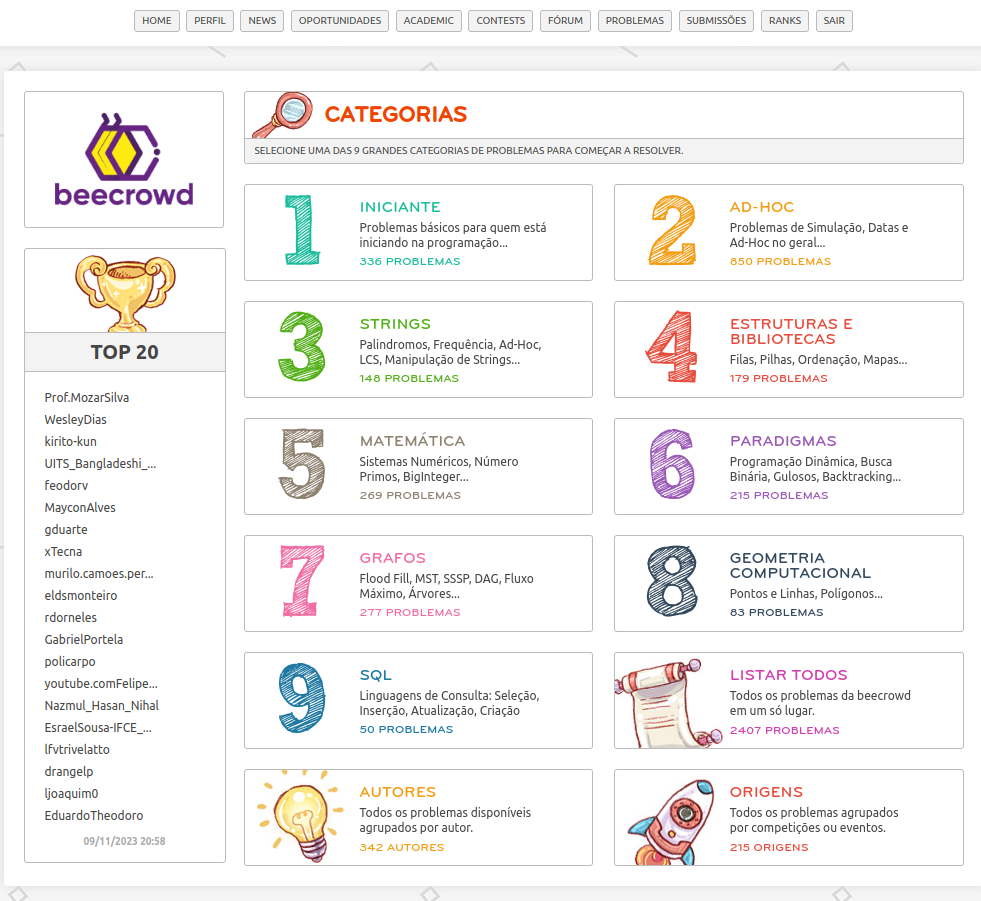 HOME PERFIL NEWS OPORTUNIDADES ACADEMIC CONTESTS FÓRUM PROBLEMAS SUBMISSÕES RANKS SAIR
beecrowd
TOP 20
Prof.MozarSilva
WesleyDias
kirito-kun
UITS_Bangladeshi_...
feodorv
MayconAlves
gduarte
xTecna
murilo.camoes.per...
eldsmonteiro
rdorneles
GabrielPortela
policarpo
youtube.comFelipe...
Nazmul_Hasan_Nihal
EsraelSousa-IFCE_...
lfvtrivelatto
drangelp
ljoaquim0
EduardoTheodoro
09/11/2023 20:58
CATEGORIAS
SELECIONE UMA DAS 9 GRANDES CATEGORIAS DE PROBLEMAS PARA COMEÇAR A RESOLVER.
1
INICIANTE
Problemas básicos para quem está
iniciando na programação...
336 PROBLEMAS
2
AD-HOC
Problemas de Simulação, Datas e
Ad-Hoc no geral...
850 PROBLEMAS
3
STRINGS
Palindromos, Frequência, Ad-Hoc,
LCS, Manipulação de Strings...
148 PROBLEMAS
4
ESTRUTURAS E
BIBLIOTECAS
Filas, Pilhas, Ordenação, Mapas...
179 PROBLEMAS
5
MATEMÁTICA
Sistemas Numéricos, Número
Primos, BigInteger...
269 PROBLEMAS
6
PARADIGMAS
Programação Dinâmica, Busca
Binária, Gulosos, Backtracking...
215 PROBLEMAS
7
GRAFOS
Flood Fill, MST, SSSP, DAG, Fluxo
Máximo, Árvores...
277 PROBLEMAS
8
GEOMETRIA
COMPUTACIONAL
Pontos e Linhas, Polígonos...
83 PROBLEMAS
9
SQL
Linguagens de Consulta: Seleção,
Inserção, Atualização, Criação
50 PROBLEMAS
LISTAR TODOS
Todos os problemas da beecrowd
em um só lugar.
2407 PROBLEMAS
AUTORES
Todos os problemas disponíveis
agrupados por autor.
342 AUTORES
ORIGENS
Todos os problemas agrupados
por competições ou eventos.
215 ORIGENS